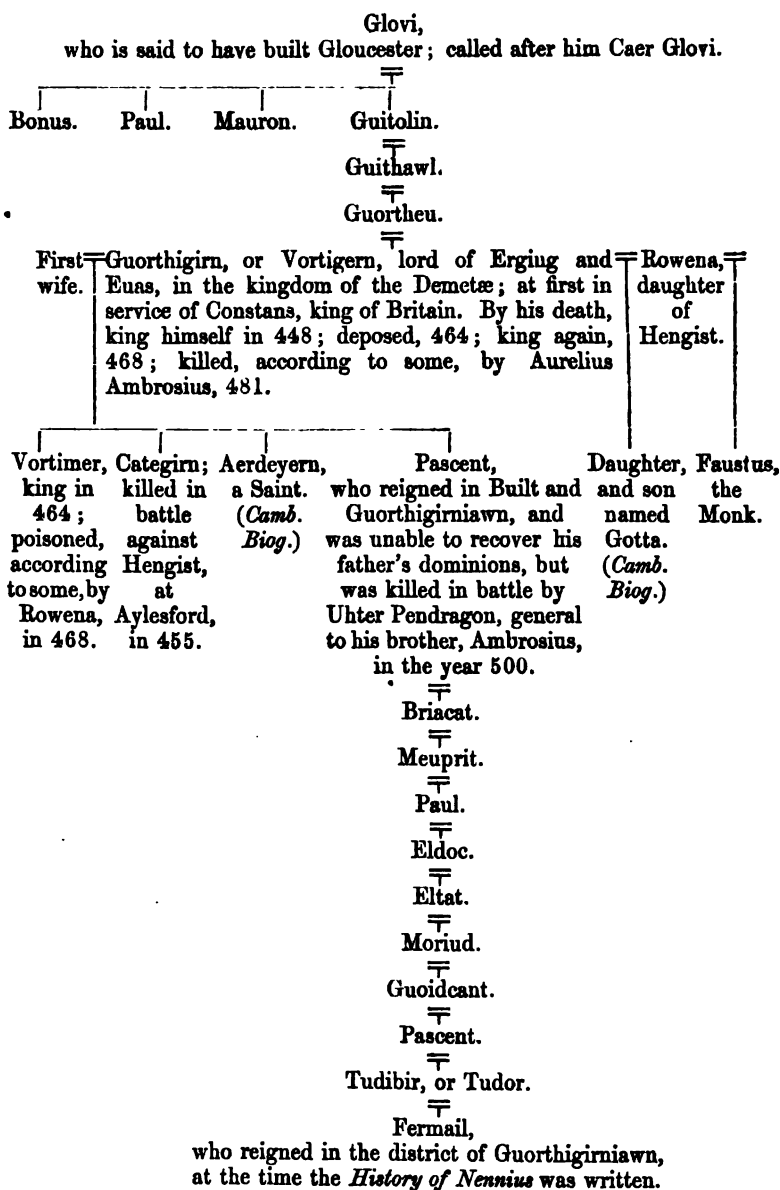 Glovi,
who is said to have built Gloucester; called after him Caer Glovi.
Bonus. Paul. Mauron. Guitolin.
Guithawl.
Guortheu.
First wife.
Guorthigirn, or Vortigern, lord of Erging and
Euas, in the kingdom of the Demetæ; at first in
service of Constans, king of Britain. By his death,
king himself in 448; deposed, 464; king again,
468; killed, according to some, by Aurelius
Ambrosius, 481.
Rowena,
daughter
of
Hengist.
Vortimer,
king in
464;
poisoned,
according
to some, by
Rowena,
in 468.
Categirn;
killed in
battle
against
Hengist,
at
Aylesford,
in 455.
Aerdeyern,
a Saint.
(Camb.
Biog.)
Pascent,
who reigned in Built and
Guorthigirniawn, and
was unable to recover his
father's dominions, but
was killed in battle by
Uhter Pendragon, general
to his brother, Ambrosius,
in the year 500.
Daughter,
and son
named
Gotta.
(Camb.
Biog.)
Faustus,
the
Monk.
Briacat.
Meuprit.
Paul.
Eldoc.
Eltat.
Moriud.
Guoidcant.
Pascent.
Tudibir, or Tudor.
Fermail,
who reigned in the district of Guorthigirniawn,
at the time the History of Nennius was written.